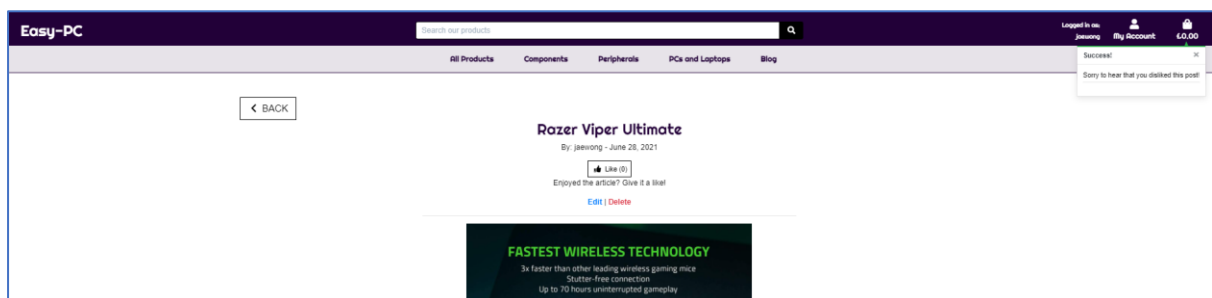 Easy-PC
Search our products
Logged in as:
jaewong
My Account
£0.00
All Products
Components
Peripherals
PCs and Laptops
Blog
Success!
×
Sorry to hear that you disliked this post!
BACK
Razer Viper Ultimate
By: jaewong - June 28, 2021
Like (0)
Enjoyed the article? Give it a like!
Edit | Delete
FASTEST WIRELESS TECHNOLOGY
3x faster than other leading wireless gaming mice
Stutter-free connection
Up to 70 hours uninterrupted gameplay